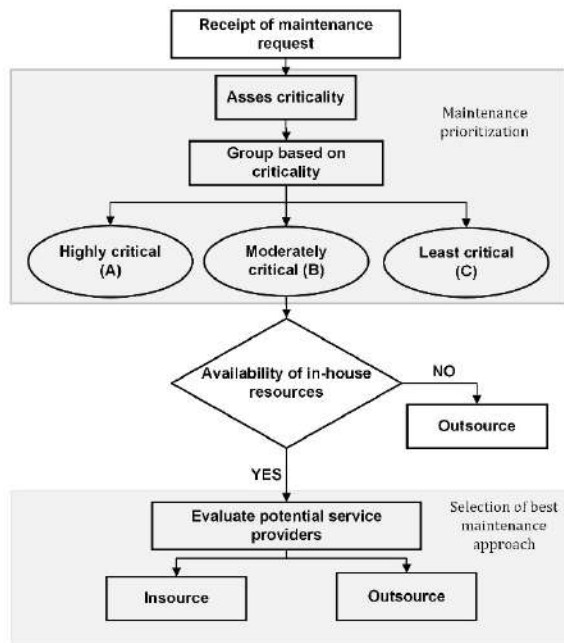 Receipt of maintenance
request
Asses criticality
Maintenance
prioritization
Group based on
criticality
Highly critical
(A)
Moderately
critical (B)
Least critical
(C)
Availability of in-house
resources
NO
Outsource
YES
Selection of best
maintenance
approach
Evaluate potential service
providers
Insource
Outsource